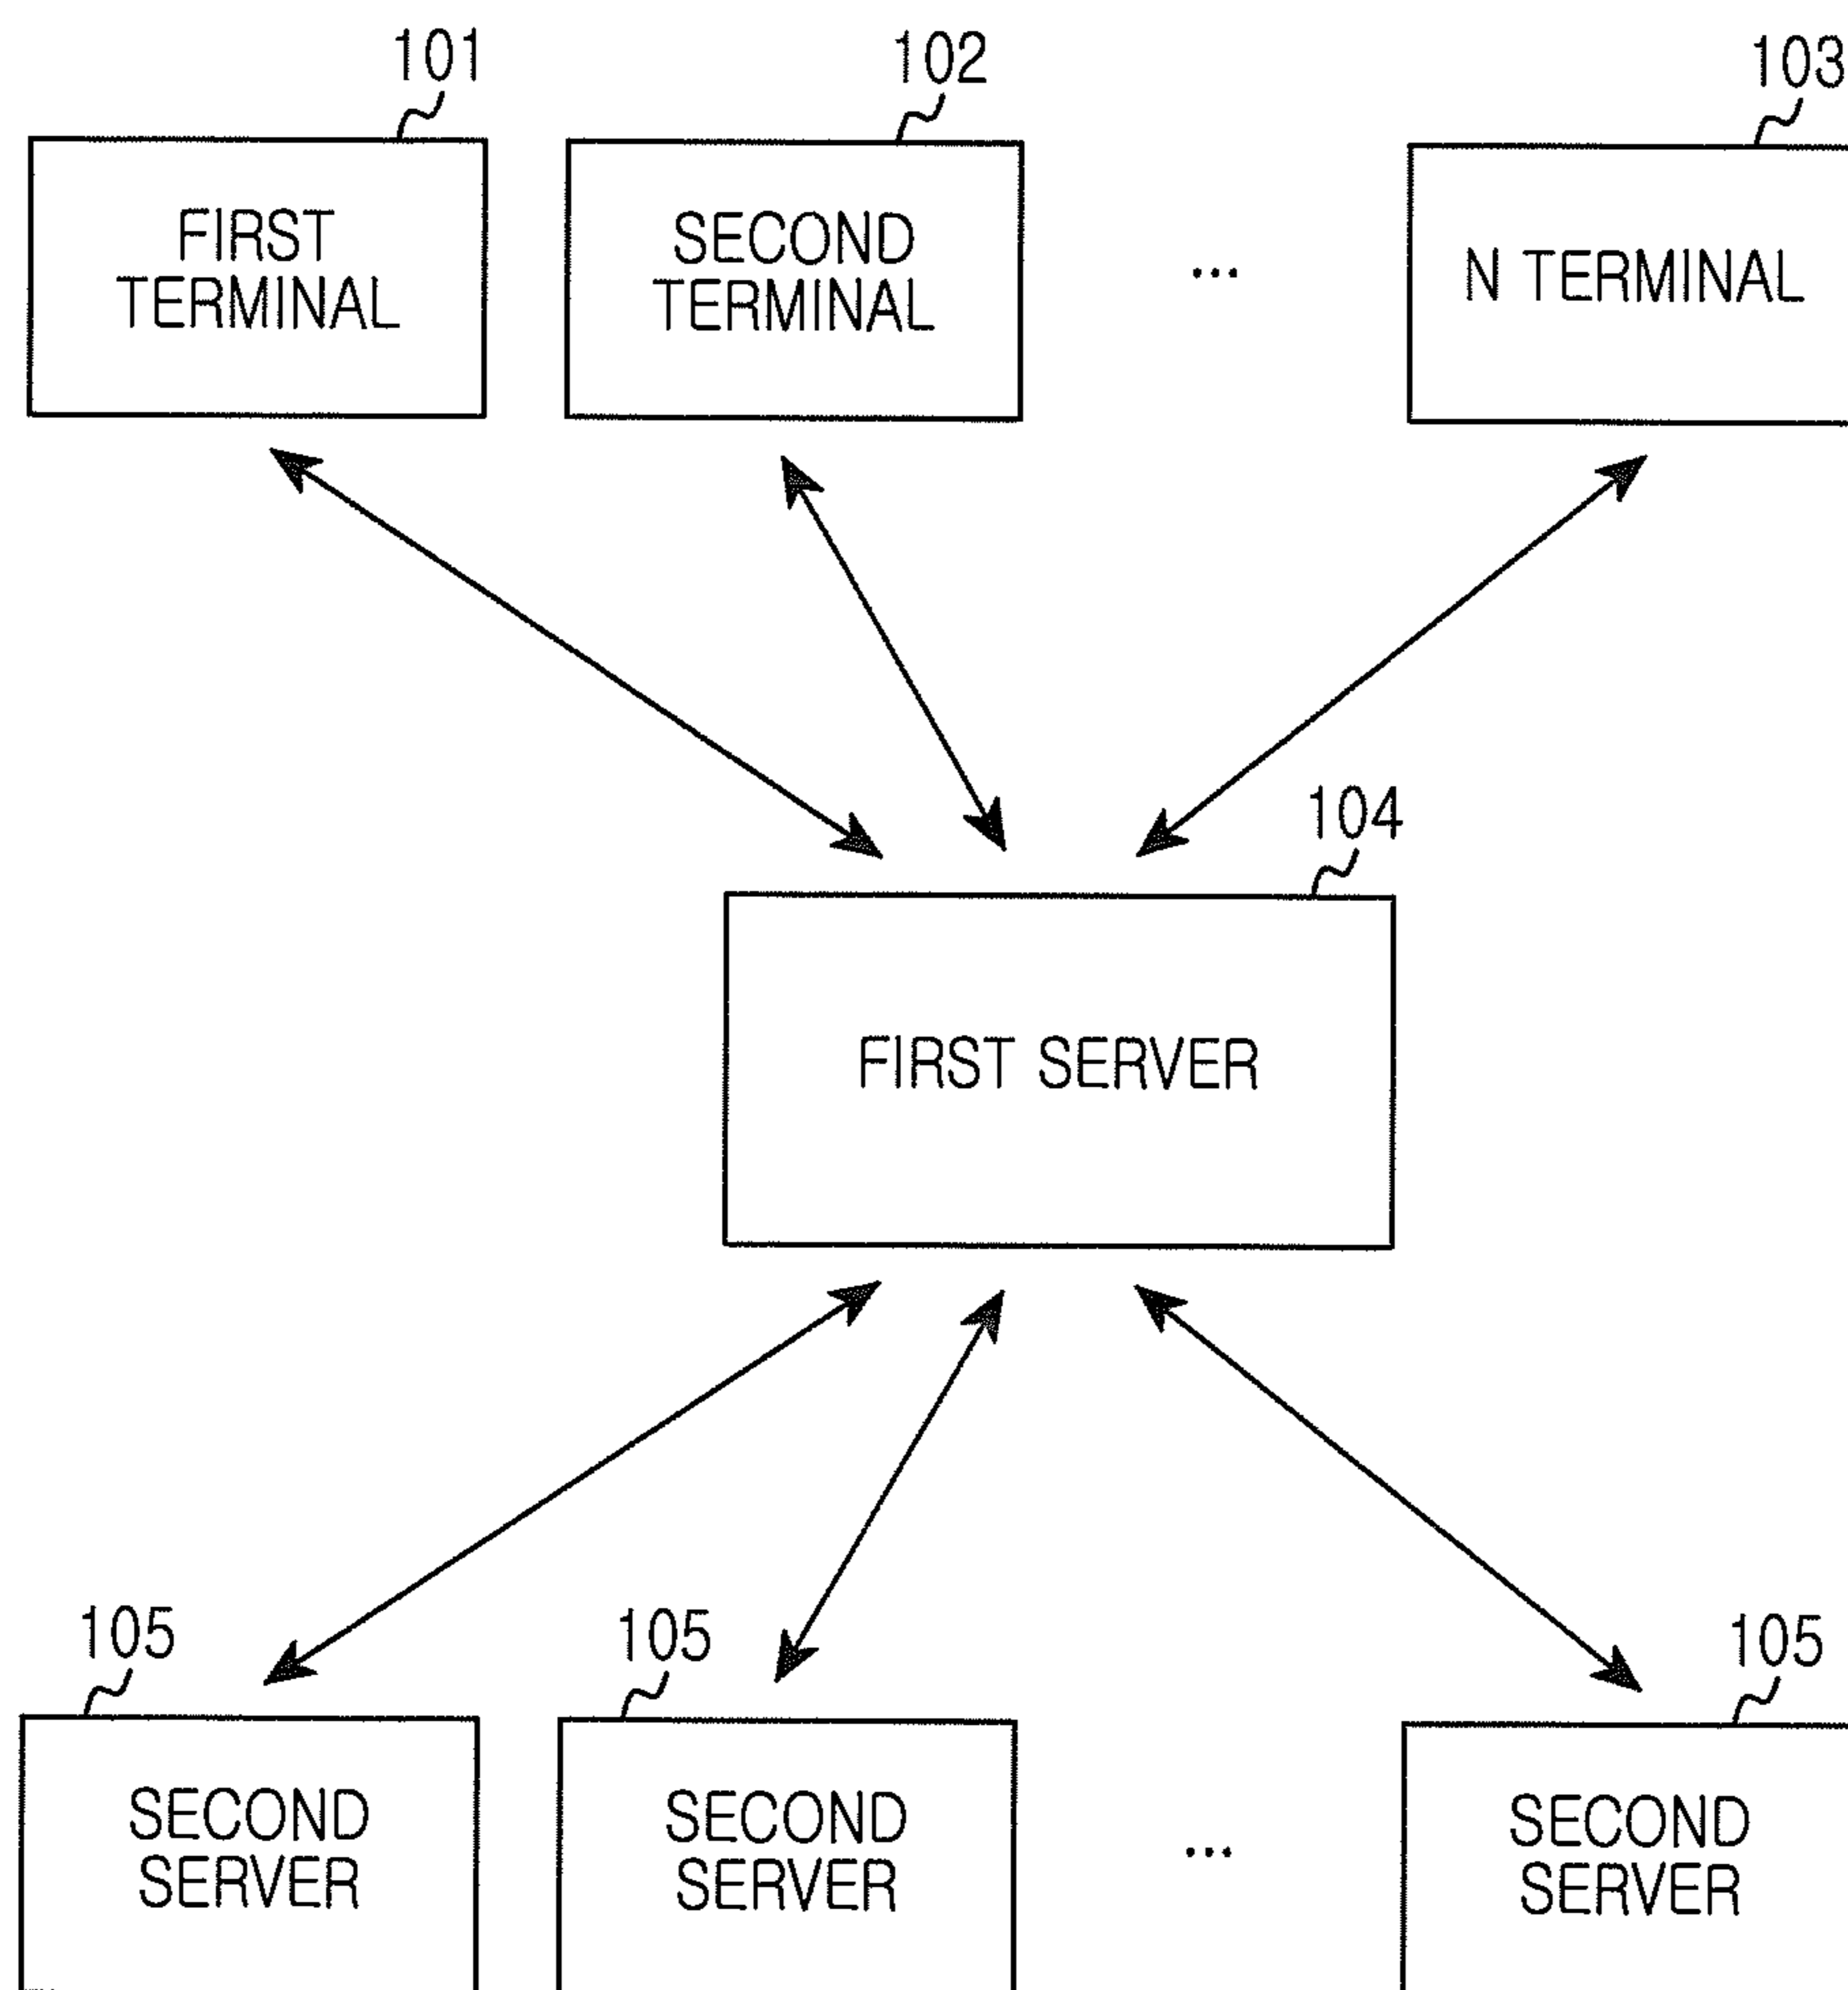 101
102
103
FIRST
TERMINAL
SECOND
TERMINAL
...
N TERMINAL
104
FIRST SERVER
105
105
105
SECOND
SERVER
SECOND
SERVER
...
SECOND
SERVER